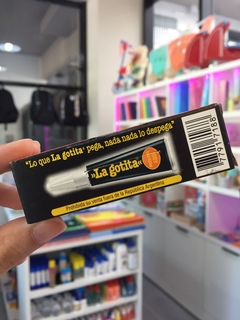 "Lo que La gotita® pega, nada nada lo despega"
»La gotita«
Prohibida su venta fuera de la República Argentina
77917188